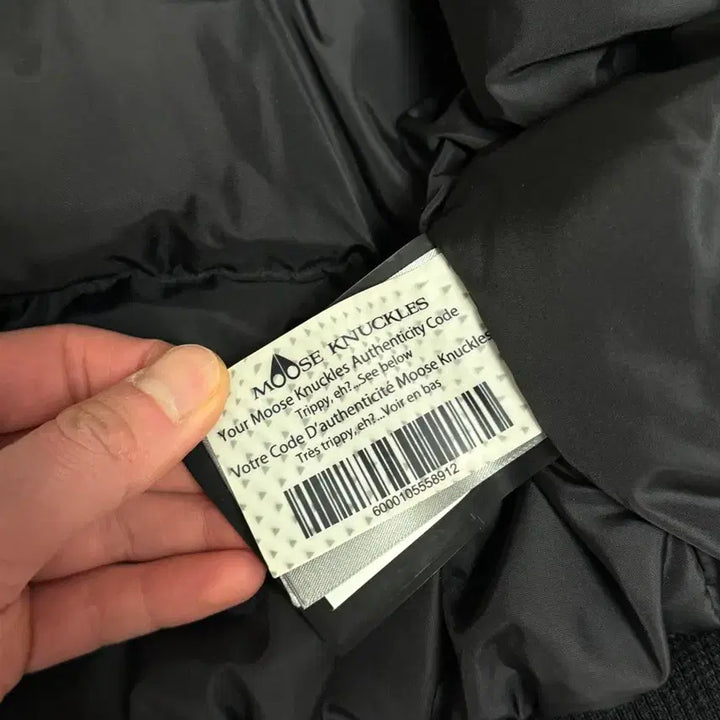 MOOSE KNUCKLES
Your Moose Knuckles Authenticity Code
Trippy, eh?...See below
Votre Code D'authenticité Moose Knuckles
Très trippy, eh?...Voir en bas
6000105558912